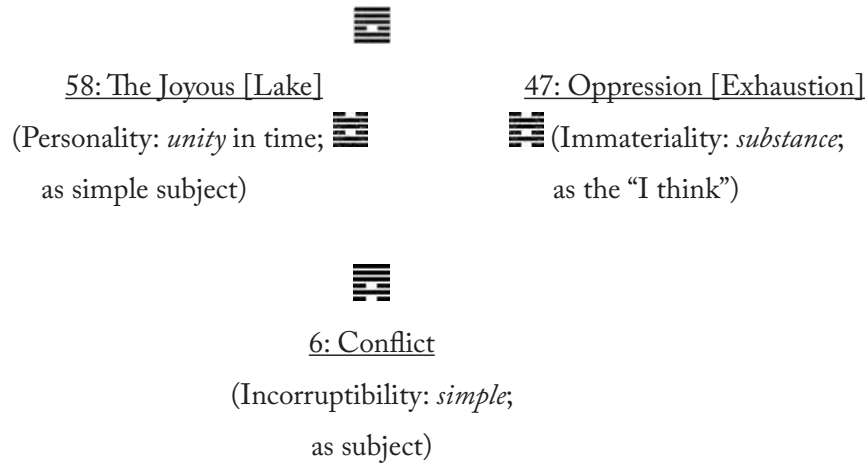 58: The Joyous [Lake]
47: Oppression [Exhaustion]
(Personality: unity in time;
(Immateriality: substance;
as simple subject)
as the “I think”)
6: Conflict
(Incorruptibility: simple;
as subject)